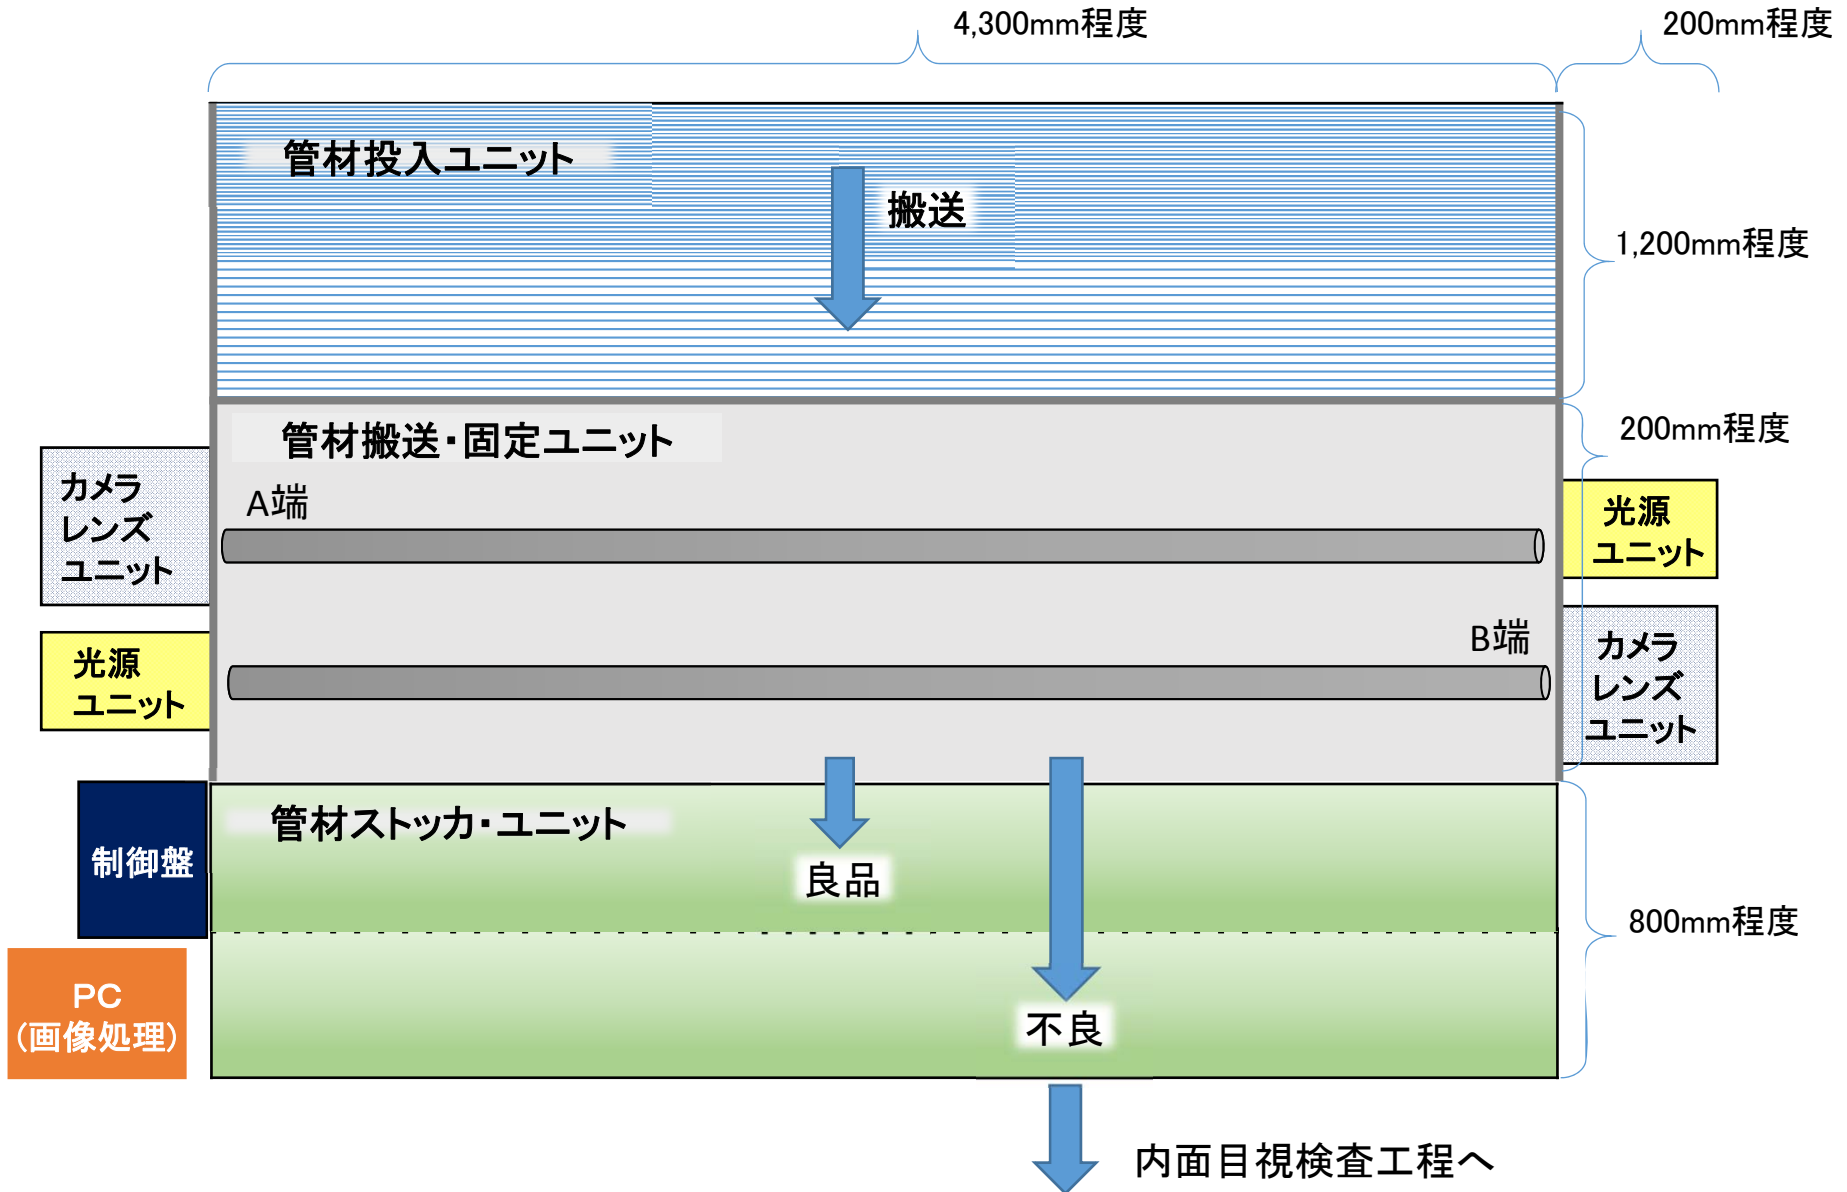 4,300mm程度
200mm程度
管材投入ユニット
搬送
1,200mm程度
管材搬送・固定ユニット
200mm程度
カメラ
レンズ
ユニット
A端
光源
ユニット
光源
ユニット
B端
カメラ
レンズ
ユニット
管材ストッカ・ユニット
制御盤
良品
800mm程度
PC
(画像処理)
不良
内面目視検査工程へ